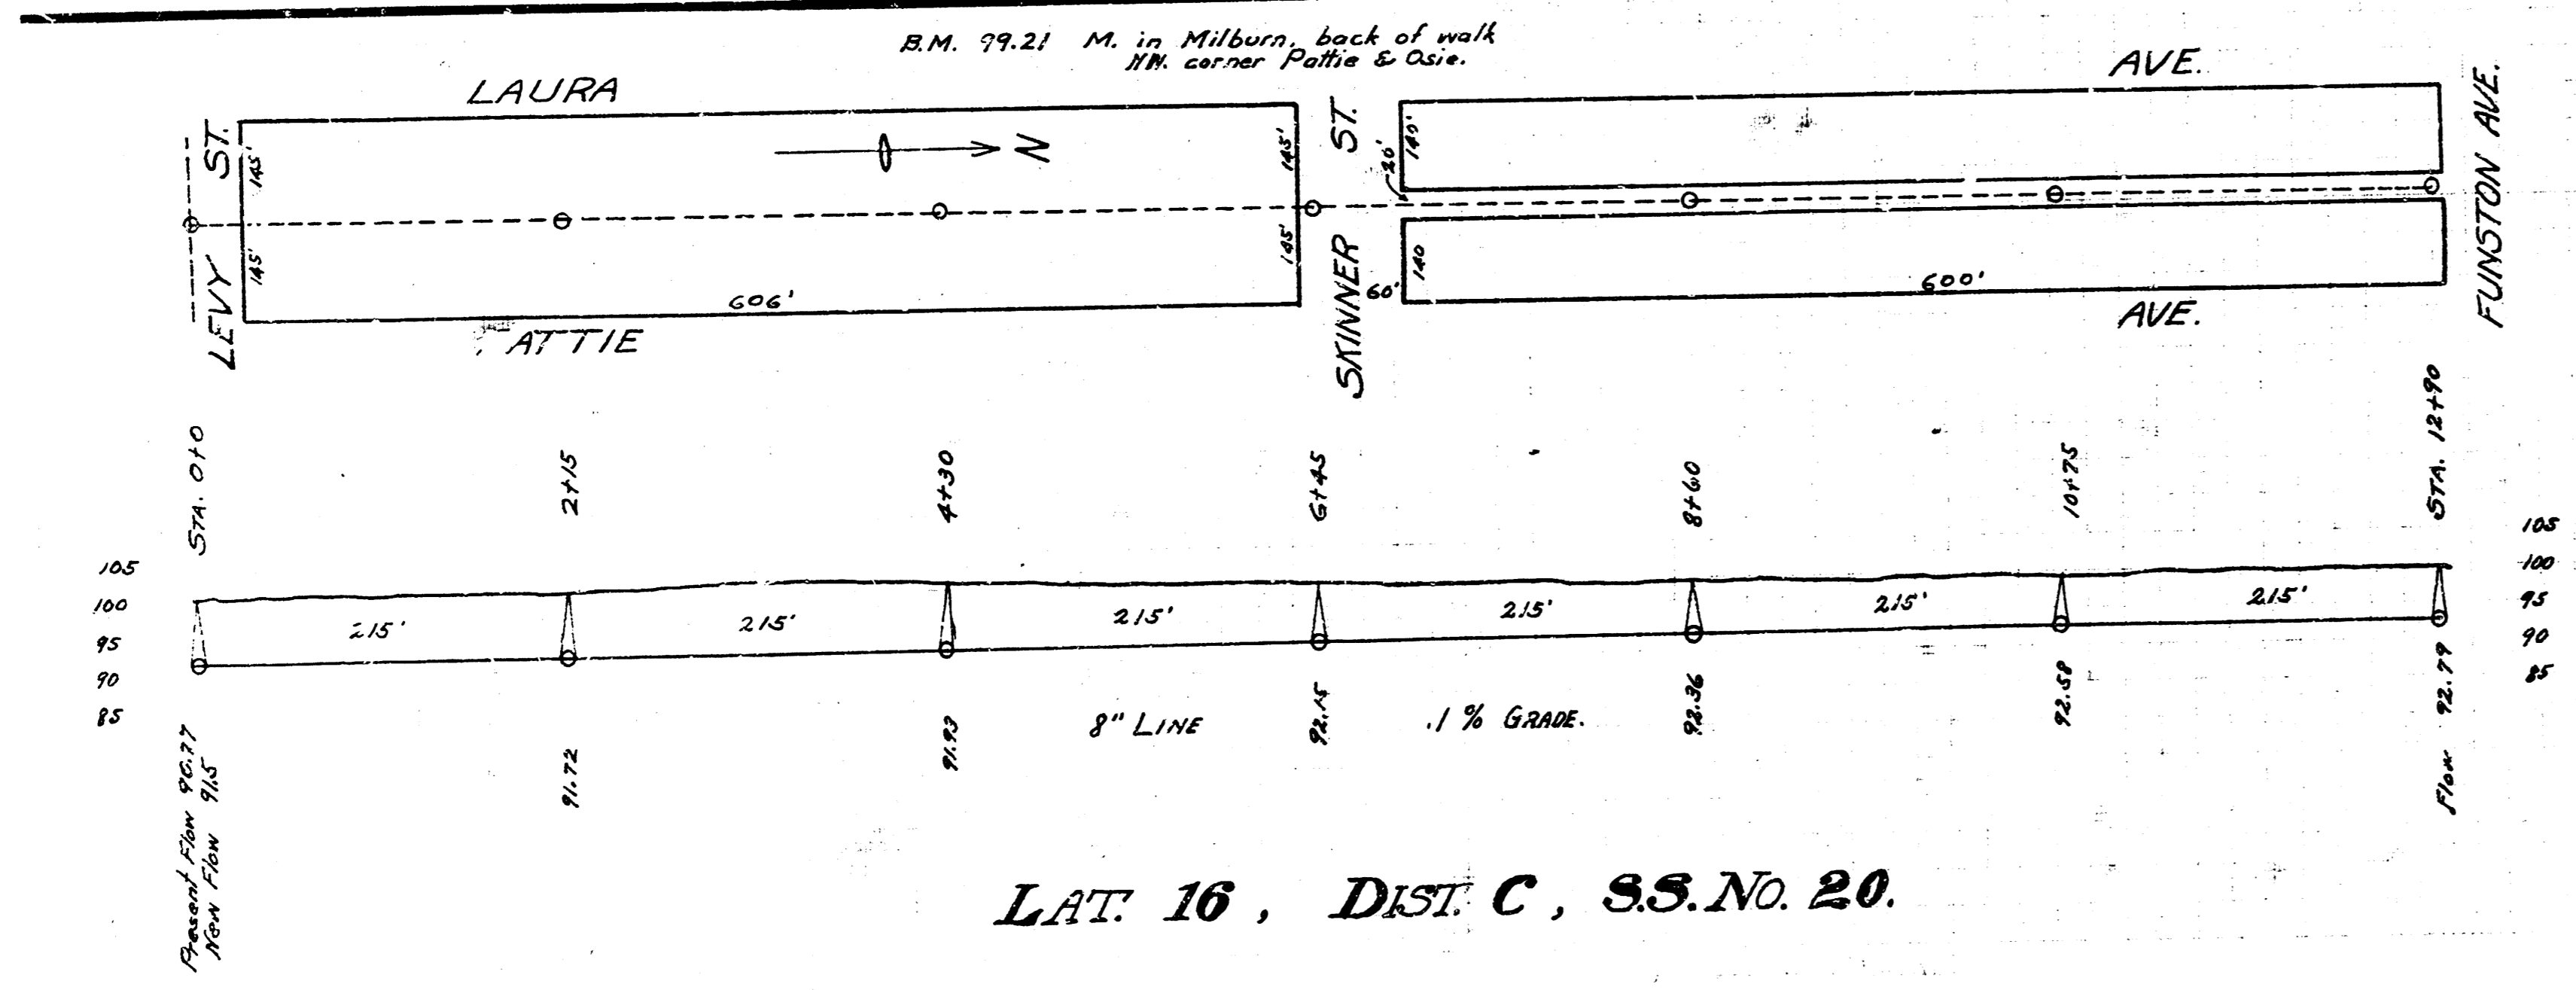 B.M. 99.21 M. in Milburn, back of walk
NW. corner Pattie & Osie.
LAURA AVE.
LEVY ST.
145'
145'
N
145'
145'
606'
SKINNER ST.
60'
20'
140'
140
600'
FUNSTON AVE.
ATTIE AVE.
STA. 0+0
2+15
4+30
6+45
8+60
10+75
STA. 12+90
105
100
95
90
85
215'
215'
215'
215'
215'
215'
105
100
95
90
85
Present Flow 90.77
New Flow 91.5
91.72
91.93
8" LINE
92.15
.1 % GRADE.
92.36
92.58
Flow 92.79
LAT. 16, DIST. C, S.S. NO. 20.